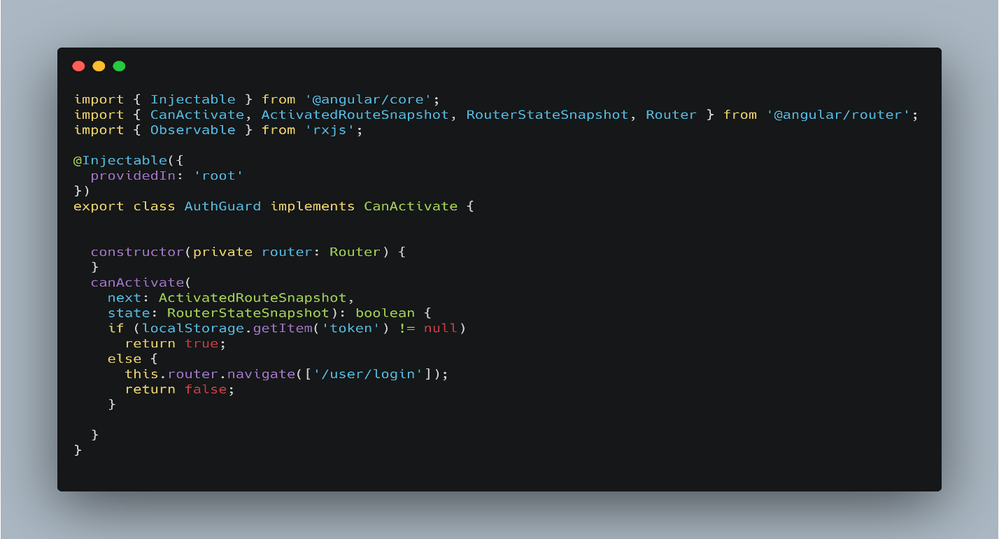 import { Injectable } from '@angular/core';
import { CanActivate, ActivatedRouteSnapshot, RouterStateSnapshot, Router } from '@angular/router';
import { Observable } from 'rxjs';

@Injectable({
  providedIn: 'root'
})
export class AuthGuard implements CanActivate {


  constructor(private router: Router) {
  }
  canActivate(
    next: ActivatedRouteSnapshot,
    state: RouterStateSnapshot): boolean {
    if (localStorage.getItem('token') != null)
      return true;
    else {
      this.router.navigate(['/user/login']);
      return false;
    }

  }
}